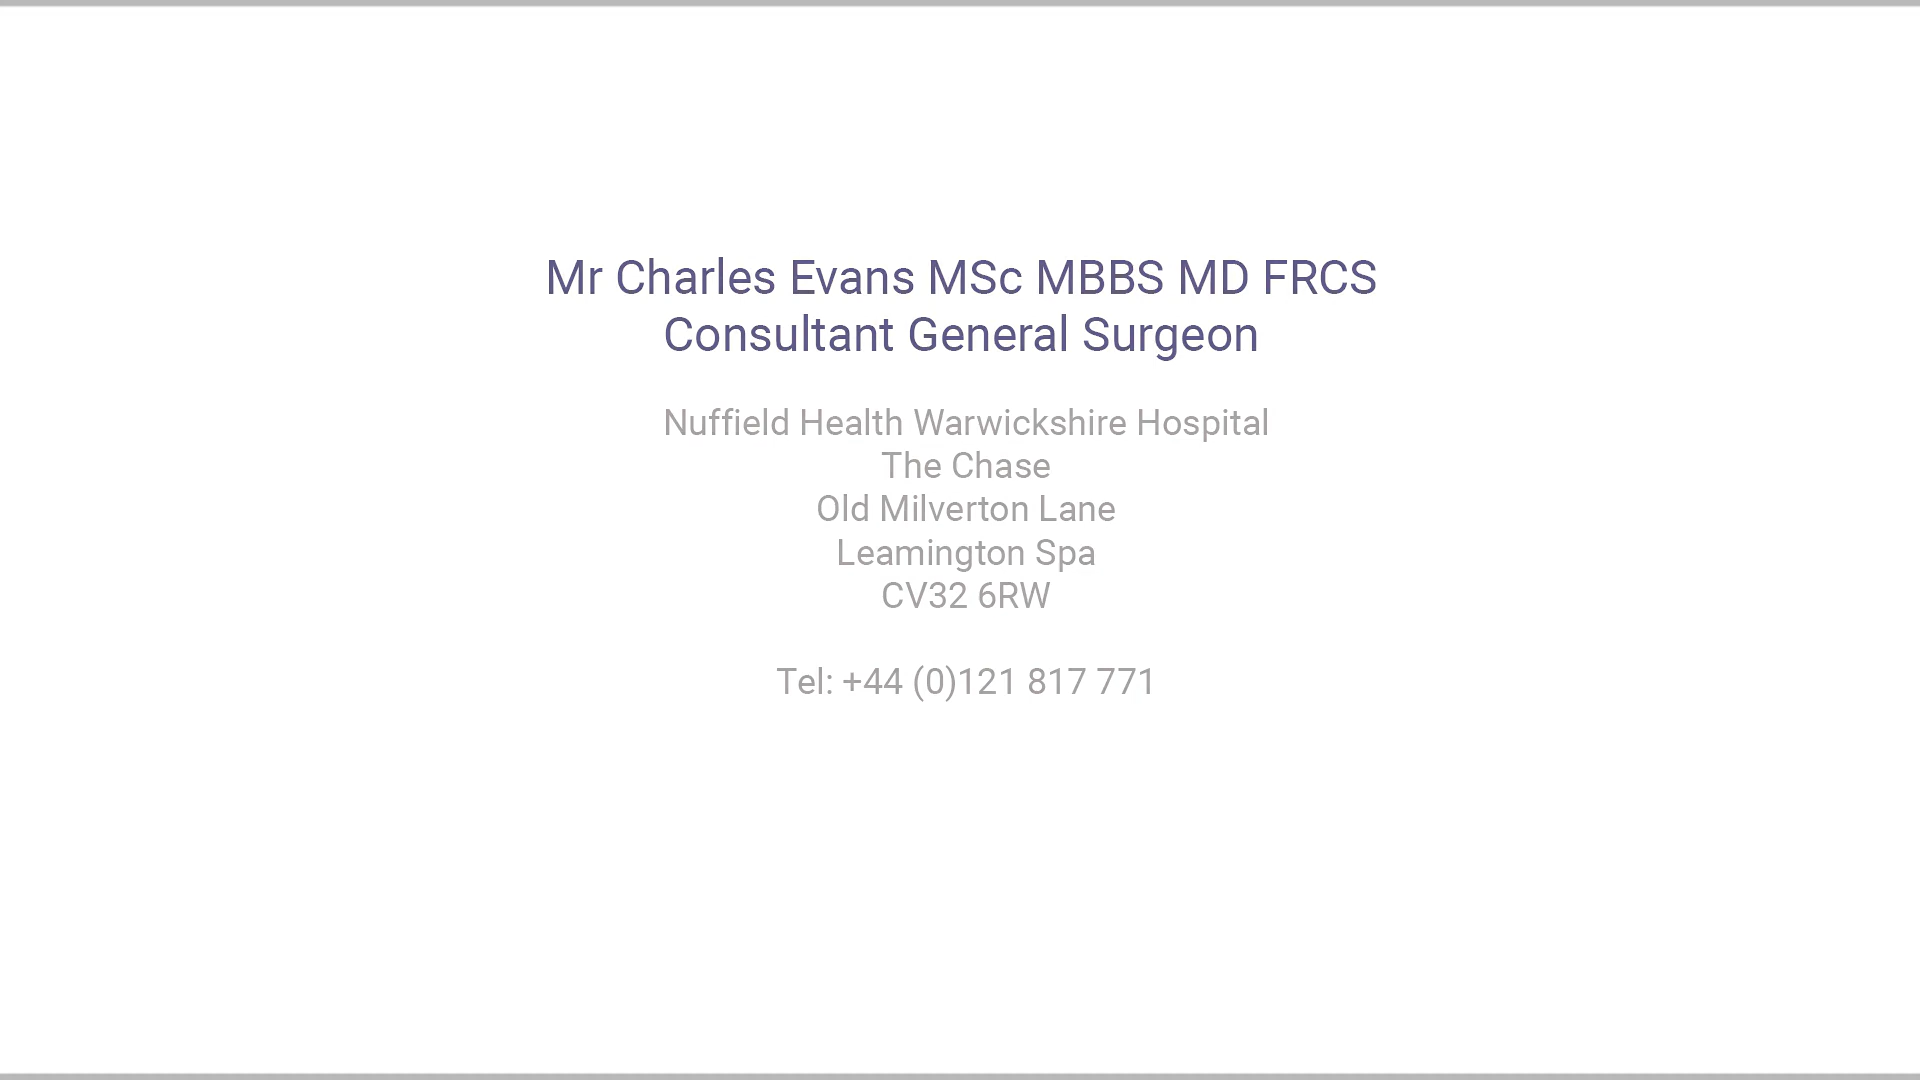 Mr Charles Evans MSc MBBS MD FRCS
Consultant General Surgeon
Nuffield Health Warwickshire Hospital
The Chase
Old Milverton Lane
Leamington Spa
CV32 6RW
Tel: +44 (0)121 817 771